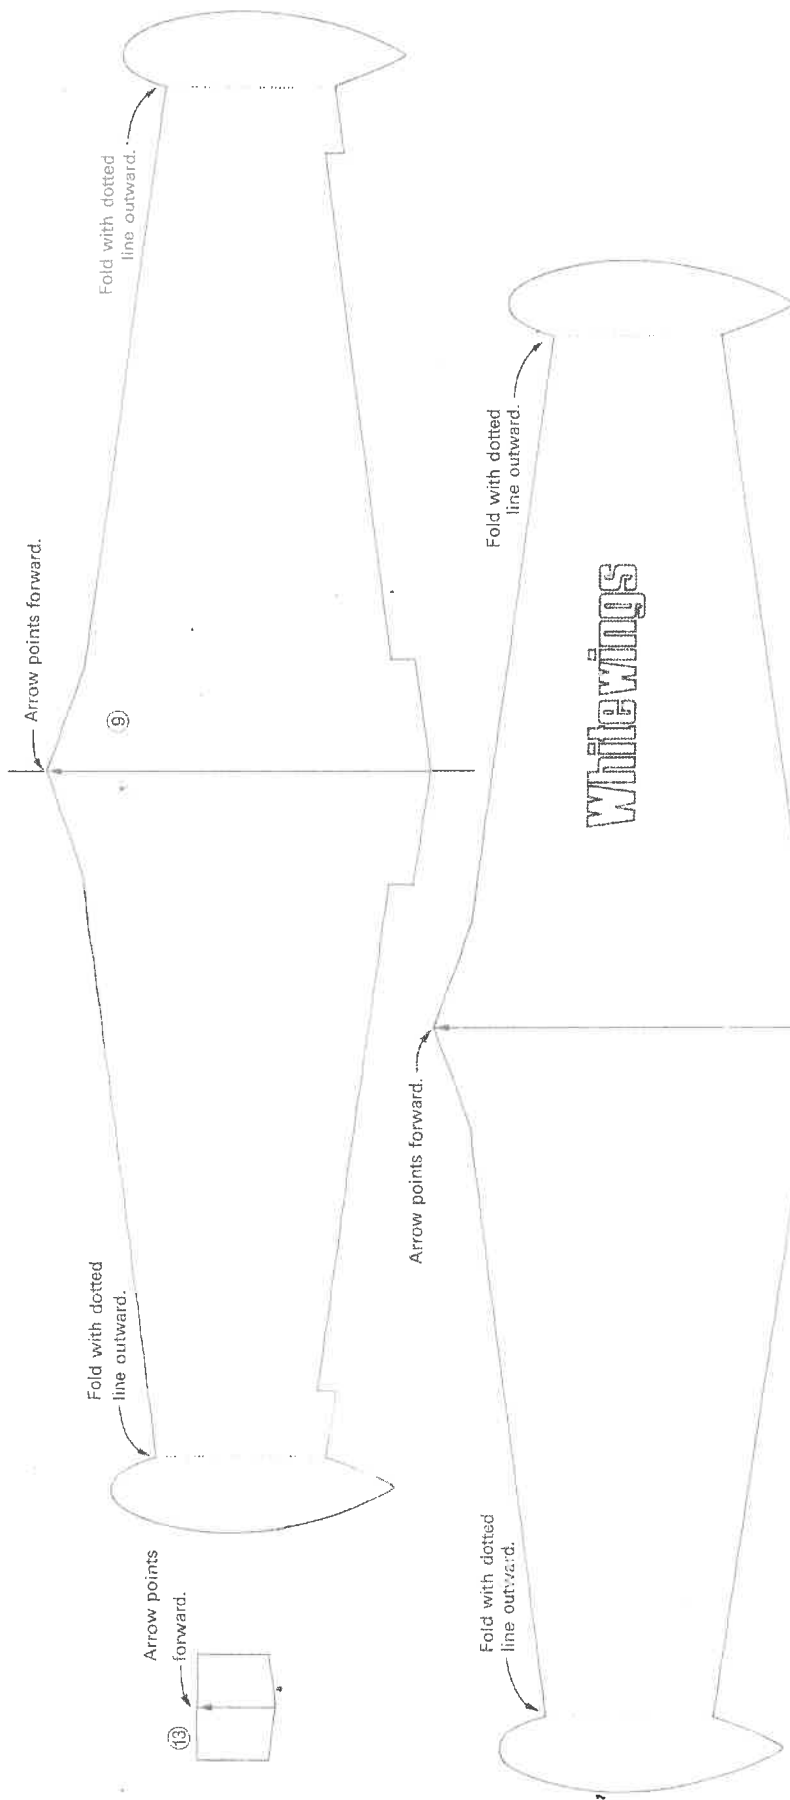 Fold with dotted
line outward.
Arrow points forward.
⑨
Fold with dotted
line outward.
Arrow points
forward.
⑬
Fold with dotted
line outward.
Whitewings
Arrow points forward.
Fold with dotted
line outward.